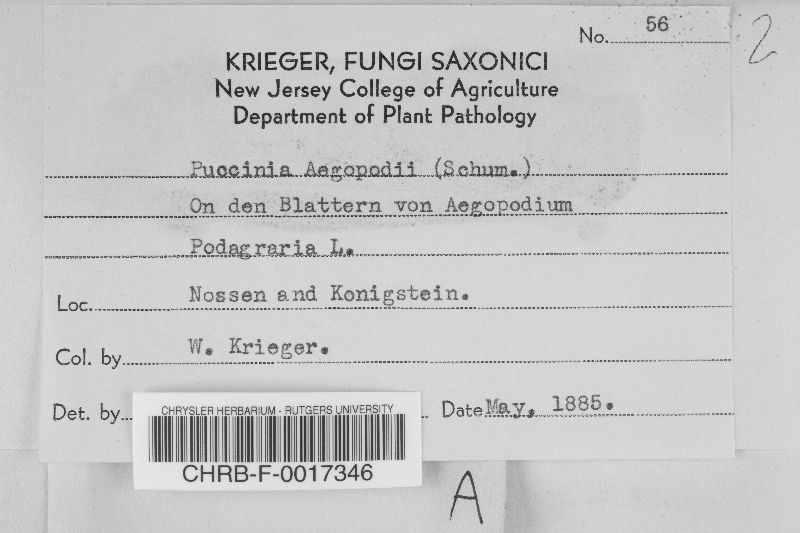 No. 56
2
KRIEGER, FUNGI SAXONICI
New Jersey College of Agriculture
Department of Plant Pathology
Puccinia Aegopodii (Schum.)
On den Blattern von Aegopodium
Podagraria L.
Loc. Nossen and Konigstein.
Col. by W. Krieger.
Det. by Date May, 1885.
CHRYSLER HERBARIUM - RUTGERS UNIVERSITY
CHRB-F-0017346
A